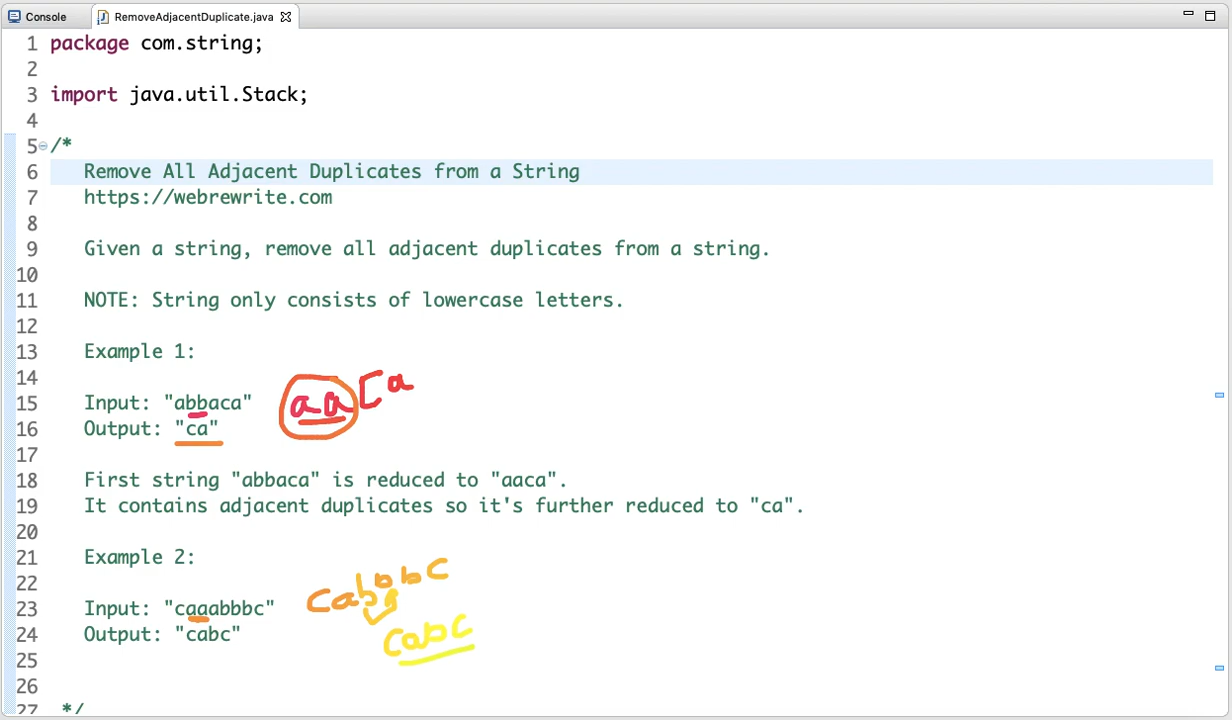 Console RemoveAdjacentDuplicate.java
1 package com.string;
2
3 import java.util.Stack;
4
5 /*
6 Remove All Adjacent Duplicates from a String
7 https://webrewrite.com
8
9 Given a string, remove all adjacent duplicates from a string.
10
11 NOTE: String only consists of lowercase letters.
12
13 Example 1:
14
15 Input: "abbaca" aaca
16 Output: "ca"
17
18 First string "abbaca" is reduced to "aaca".
19 It contains adjacent duplicates so it's further reduced to "ca".
20
21 Example 2:
22
23 Input: "caaabbbc" cabbbc
24 Output: "cabc" cabc
25
26
27 */